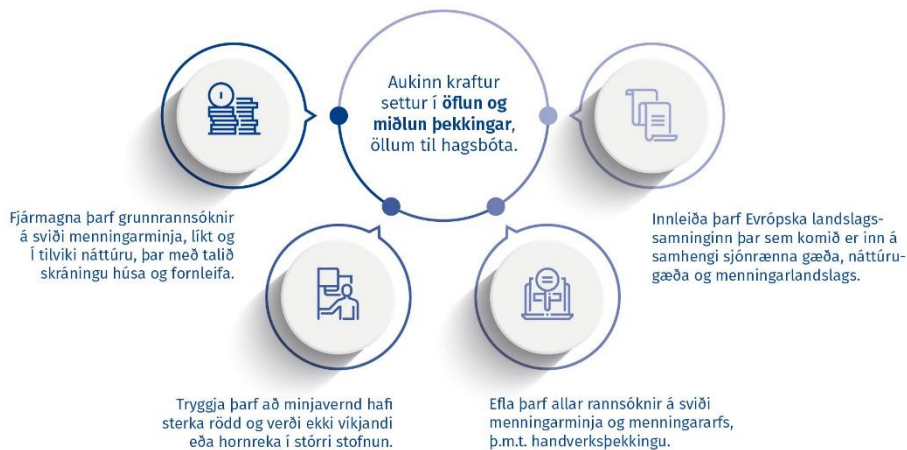 Aukinn kraftur
settur í öflun og
miðlun þekkingar,
öllum til hagsbóta.
Fjármagna þarf grunnrannsóknir
á sviði menningarminja, líkt og
Í tilviki náttúru, þar með talið
skráningu húsa og fornleifa.
Innleiða þarf Evrópska landslags-
samninginn þar sem komið er inn á
samhengi sjónrænna gæða, náttúru-
gæða og menningarlandslags.
Tryggja þarf að minjavernd hafi
sterka rödd og verði ekki víkjandi
eða hornreka í stórri stofnun.
Efla þarf allar rannsóknir á sviði
menningarminja og menningararfs,
þ.m.t. handverksþekkingu.